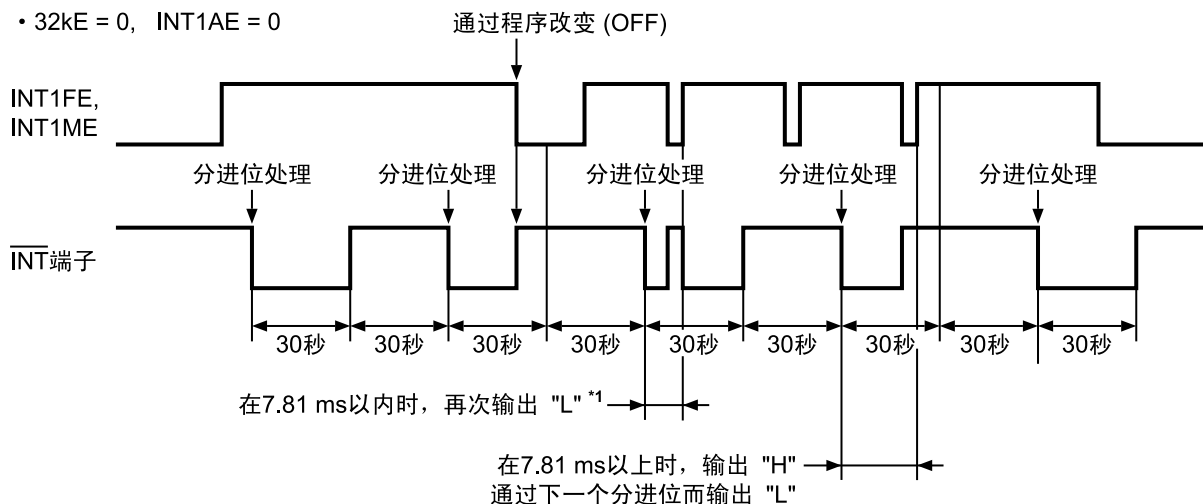 • 32kE = 0, INT1AE = 0
通过程序改变 (OFF)
INT1FE,
INT1ME
分进位处理 分进位处理 分进位处理 分进位处理 分进位处理
INT端子
30秒 30秒 30秒 30秒 30秒 30秒 30秒 30秒 30秒
在7.81 ms以内时，再次输出 "L" *1
在7.81 ms以上时，输出 "H"
通过下一个分进位而输出 "L"